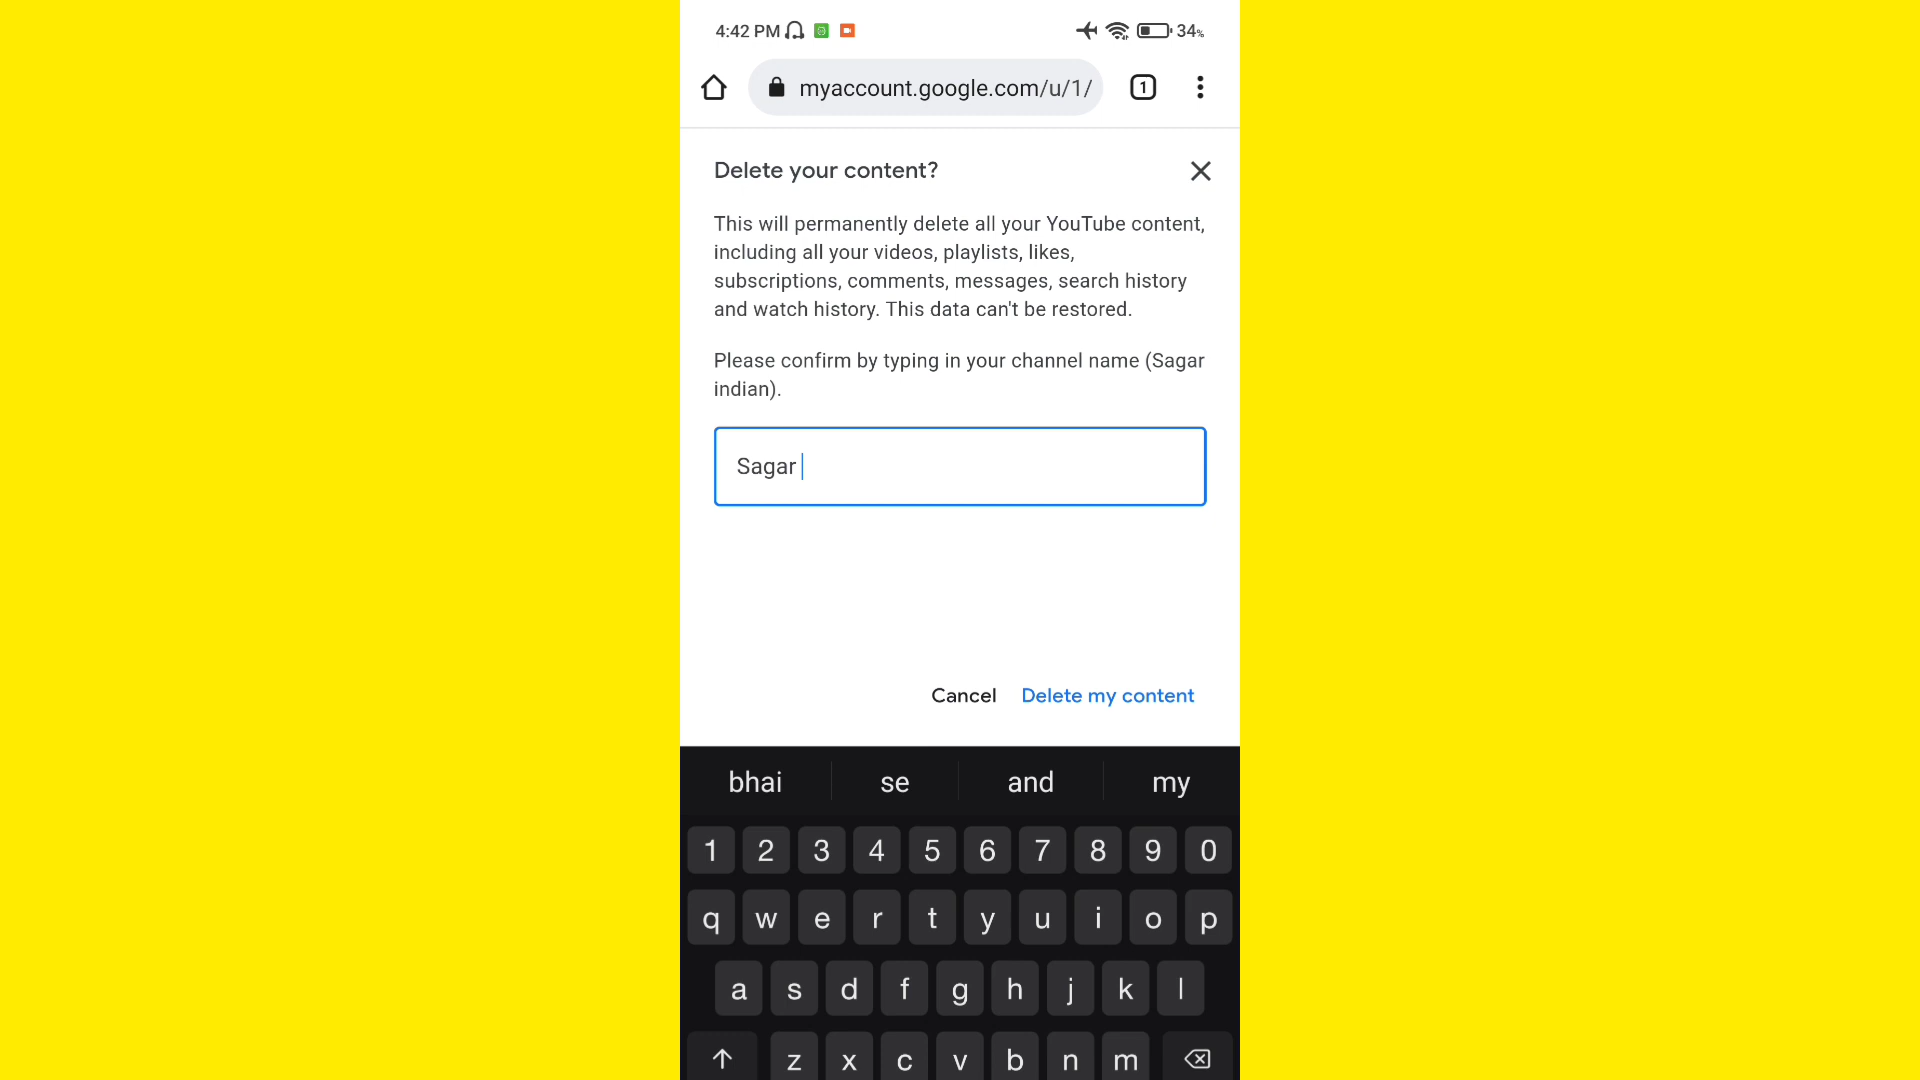 4:42 PM 34%
myaccount.google.com/u/1/ 1
Delete your content?
This will permanently delete all your YouTube content,
including all your videos, playlists, likes,
subscriptions, comments, messages, search history
and watch history. This data can't be restored.
Please confirm by typing in your channel name (Sagar
indian).
Sagar
Cancel Delete my content
bhai se and my
1 2 3 4 5 6 7 8 9 0
q w e r t y u i o p
a s d f g h j k l
z x c v b n m